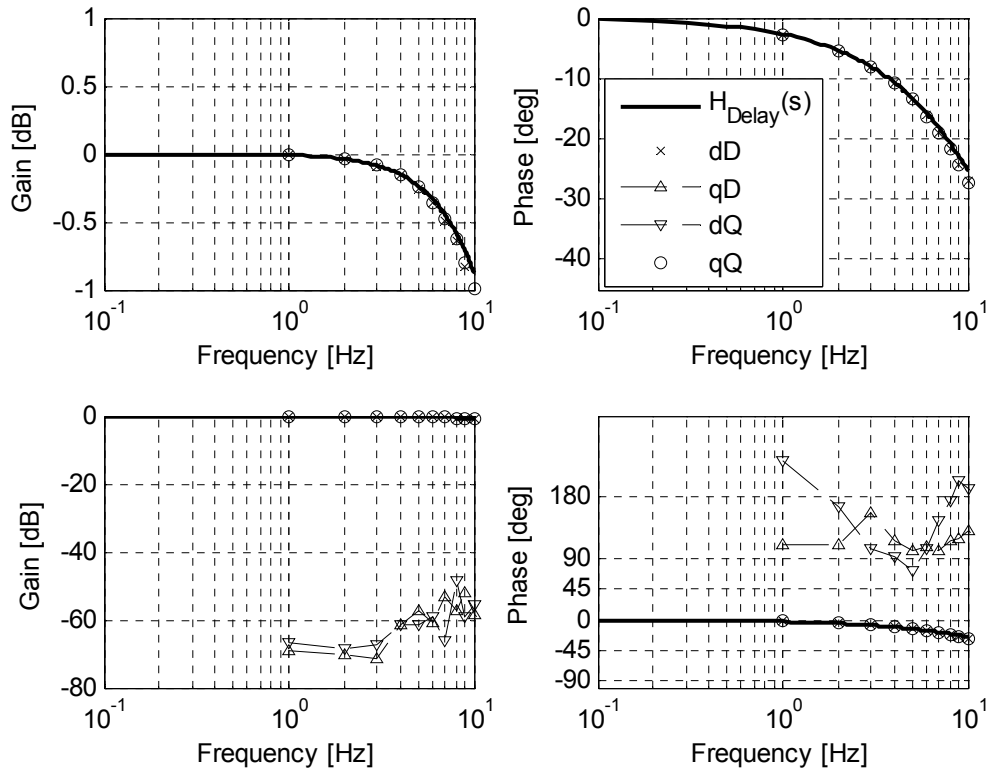 1
0.5
0
-0.5
-1
Gain [dB]
10^-1
10^0
10^1
Frequency [Hz]
0
-10
-20
-30
-40
Phase [deg]
H_Delay(s)
dD
qD
dQ
qQ
10^-1
10^0
10^1
Frequency [Hz]
0
-20
-40
-60
-80
Gain [dB]
10^-1
10^0
10^1
Frequency [Hz]
180
90
45
0
-45
-90
Phase [deg]
10^-1
10^0
10^1
Frequency [Hz]